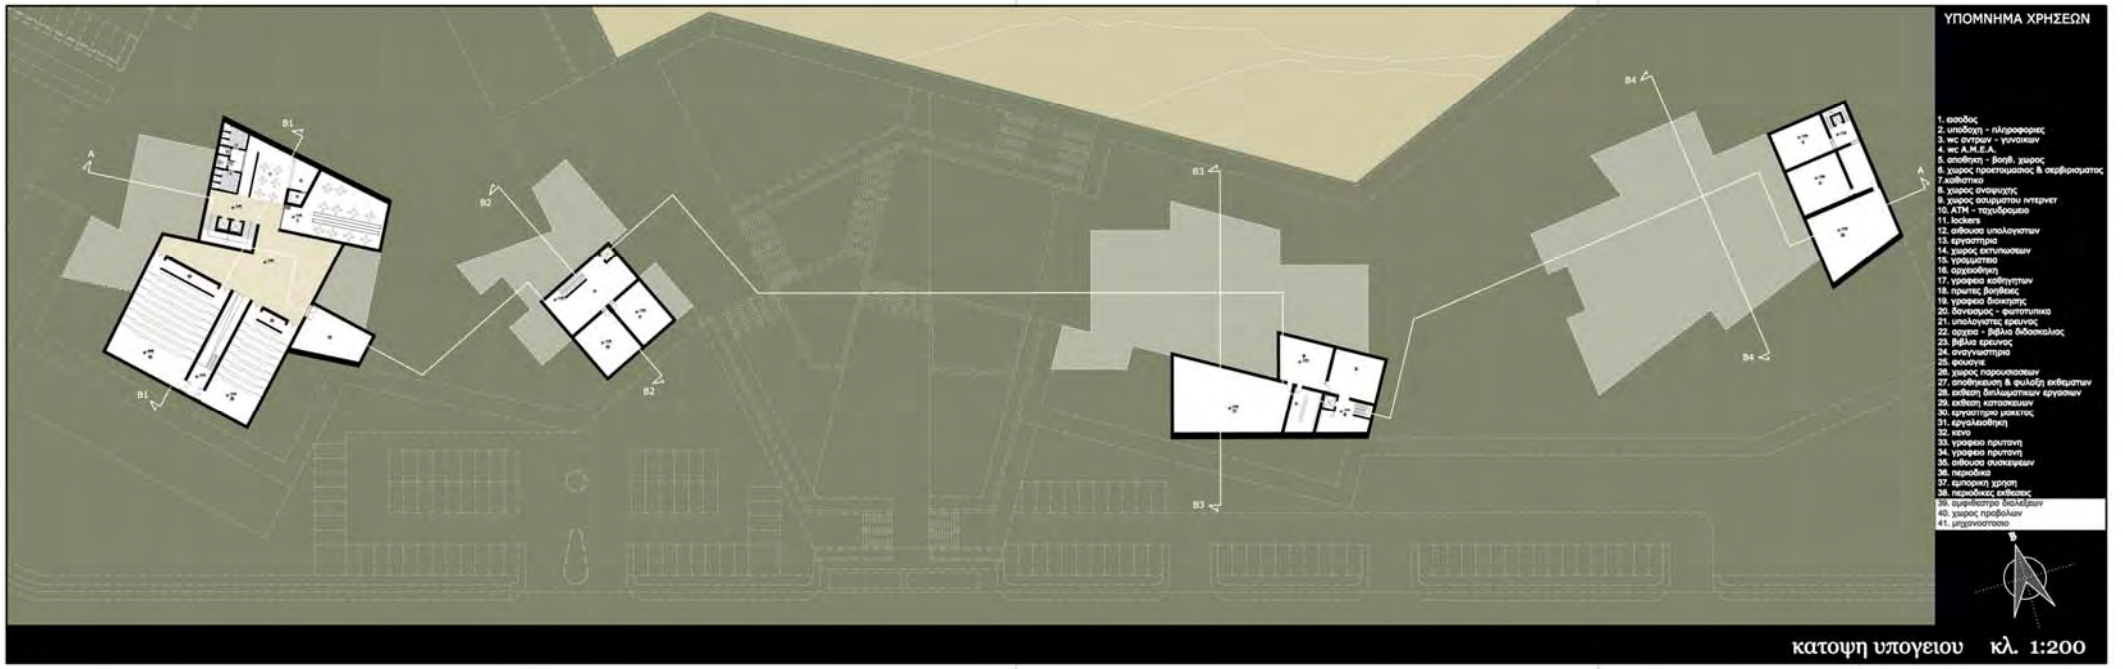 ΥΠΟΜΝΗΜΑ ΧΡΗΣΕΩΝ
1. εισοδος
2. υποδοχη - πληροφοριες
3. wc αντρων - γυναικων
4. wc Α.Μ.Ε.Α.
5. αποθηκη - βοηθ. χωρος
6. χωρος προετοιμασιας & σερβιρισματος
7.καθιστικο
8. χωρος αναψυχης
9. χωρος ασυρματου ιντερνετ
10. ATM - ταχυδρομειο
11. lockers
12. αιθουσα υπολογιστων
13. εργαστηρια
14. χωρος εκτυπωσεων
15. γραμματεια
16. αρχειοθηκη
17. γραφεια καθηγητων
18. πρωτες βοηθειες
19. γραφεια διοικησης
20. δανεισμος - φωτοτυπικα
21. υπολογιστες ερευνας
22. αρχεια - βιβλια διδασκαλιας
23. βιβλια ερευνας
24. αναγνωστηριο
25. φουαγιε
26. χωρος παρουσιασεων
27. αποθηκευση & φυλαξη εκθεματων
28. εκθεση διπλωματικων εργασιων
29. εκθεση κατασκευων
30. εργαστηριο μακετας
31. εργαλειοθηκη
32. κενο
33. γραφειο πρυτανη
34. γραφειο πρυτανη
35. αιθουσα συσκεψεων
36. περιοδικα
37. εμπορικη χρηση
38. περιοδικες εκθεσεις
39. αμφιθεατρο διαλεξεων
40. χωρος προβολων
41. μηχανοστασιο
B
A
B1
B1
B2
B2
B3
B3
B4
B4
A
κατοψη υπογειου κλ. 1:200